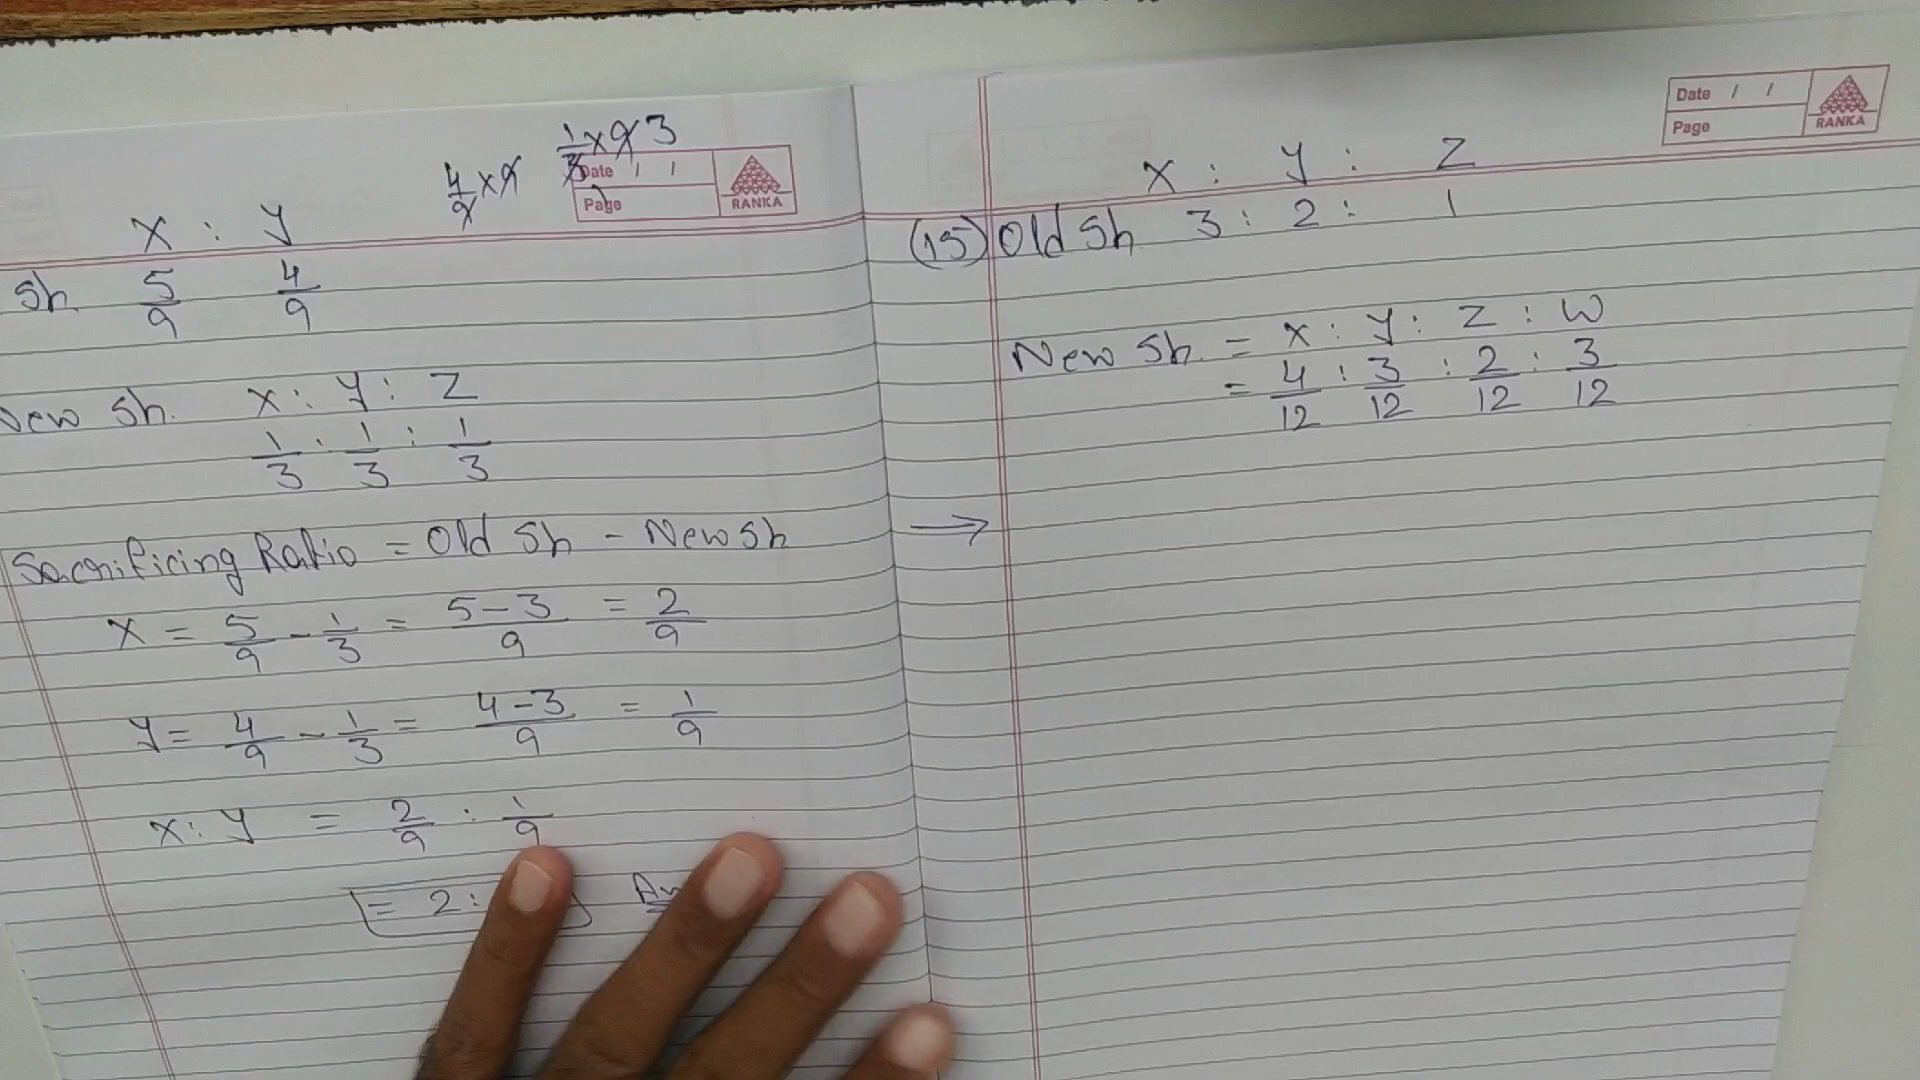 4/9 x 9 1/3 x 9 3
Date / /
Page
RANKA
X : Y
Sh 5/9 4/9
New Sh. X : Y : Z
1/3 : 1/3 : 1/3
Sacrificing Ratio = Old Sh - New Sh
X = 5/9 - 1/3 = 5-3/9 = 2/9
Y = 4/9 - 1/3 = 4-3/9 = 1/9
X : Y = 2/9 : 1/9
= 2 :
Date / /
Page
RANKA
X : Y : Z
(15) Old Sh 3 : 2 : 1
New Sh. = X : Y : Z : W
= 4/12 : 3/12 : 2/12 : 3/12
→